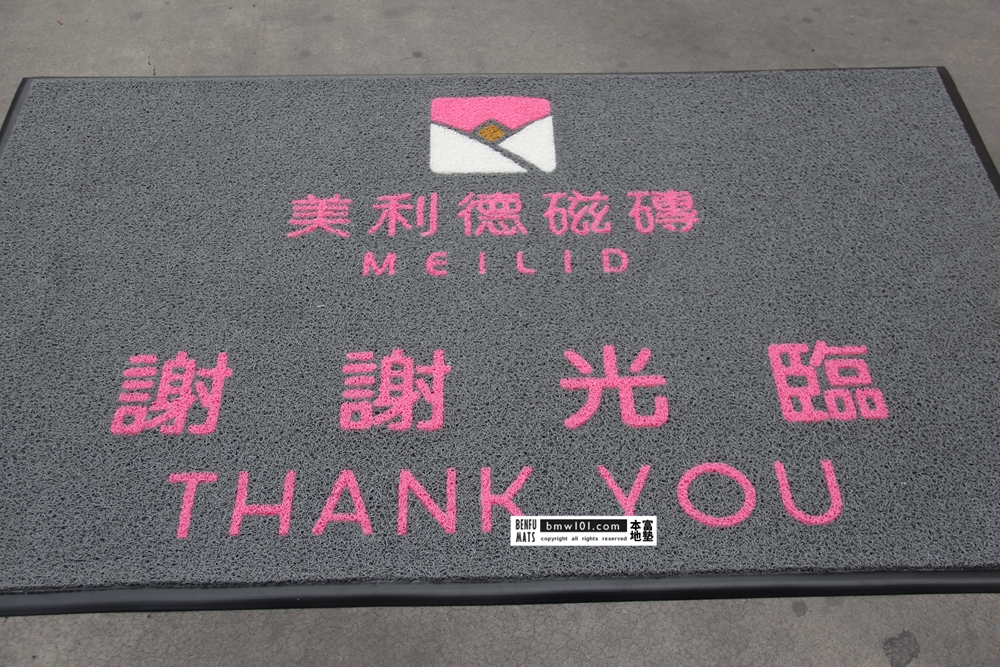 美利德磁磚
MEILID
謝謝光臨
THANK YOU
BENFU MATS
bmw101.com
copyright all rights reserved
本富地墊